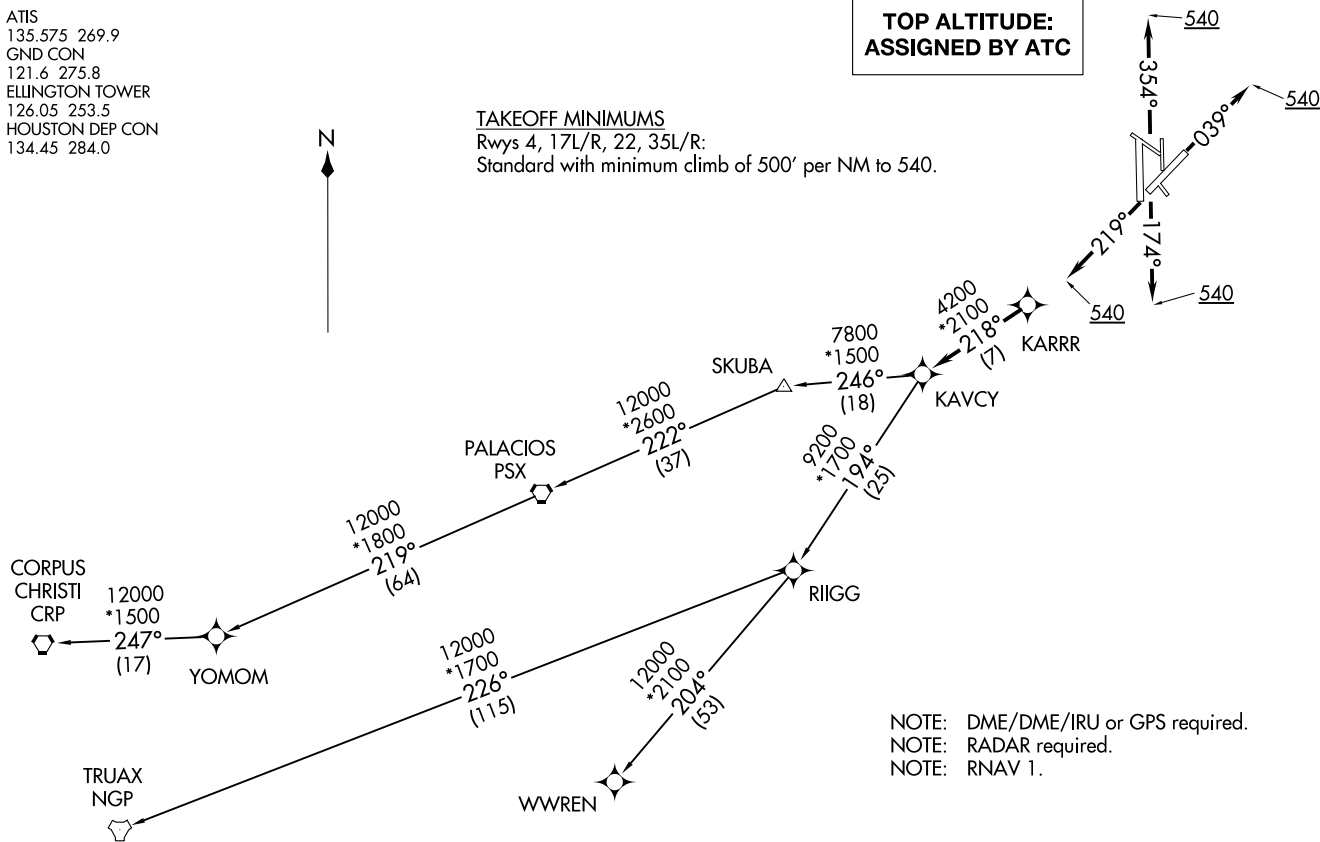 ATIS
135.575 269.9
GND CON
121.6 275.8
ELLINGTON TOWER
126.05 253.5
HOUSTON DEP CON
134.45 284.0
TOP ALTITUDE:
ASSIGNED BY ATC
TAKEOFF MINIMUMS
Rwys 4, 17L/R, 22, 35L/R:
Standard with minimum climb of 500' per NM to 540.
N
540
354°
540
039°
219°
174°
540
540
4200
*2100
218°
(7)
KARRR
7800
*1500
246°
(18)
SKUBA
KAVCY
12000
*2600
222°
(37)
PALACIOS
PSX
9200
*1700
194°
(25)
12000
*1800
219°
(64)
RIIGG
CORPUS
CHRISTI
CRP
12000
*1500
247°
(17)
YOMOM
12000
*1700
226°
(115)
12000
*2100
204°
(53)
TRUAX
NGP
WWREN
NOTE: DME/DME/IRU or GPS required.
NOTE: RADAR required.
NOTE: RNAV 1.